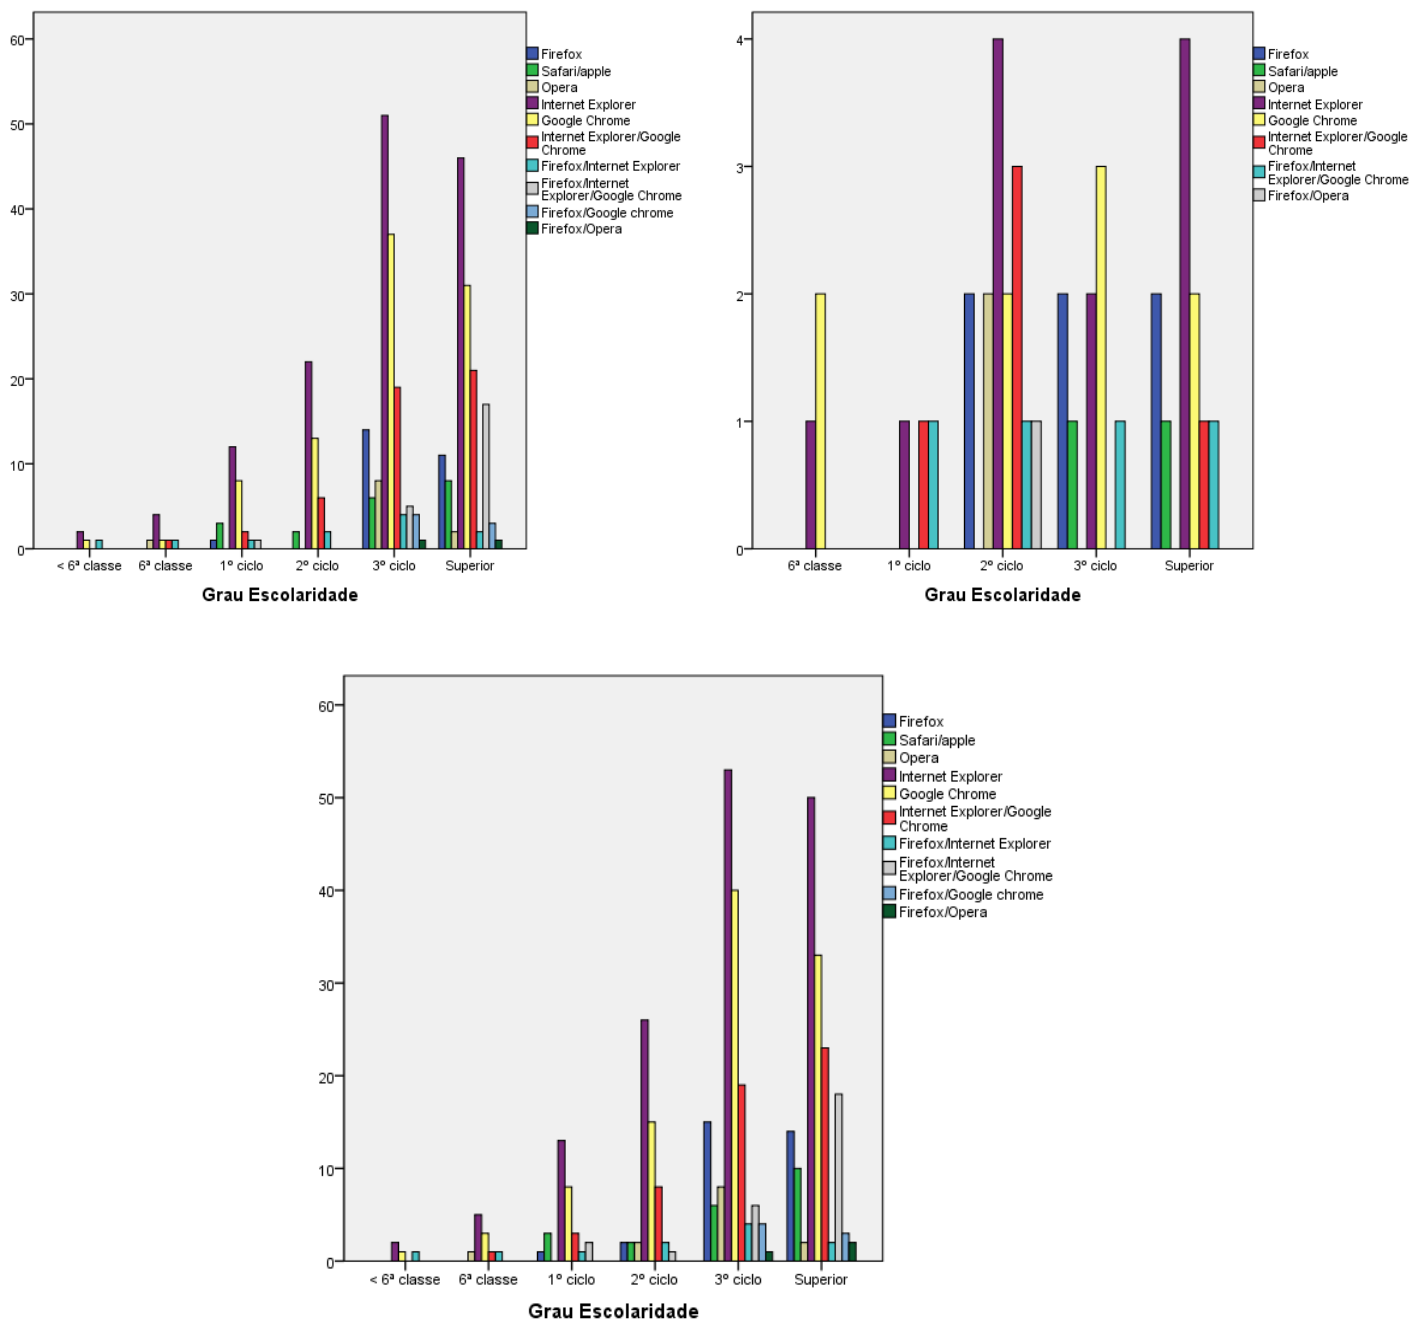 60
50
40
30
20
10
0
< 6ª classe
6ª classe
1º ciclo
2º ciclo
3º ciclo
Superior
Grau Escolaridade
Firefox
Safari/apple
Opera
Internet Explorer
Google Chrome
Internet Explorer/Google
Chrome
Firefox/Internet Explorer
Firefox/Internet
Explorer/Google Chrome
Firefox/Google chrome
Firefox/Opera
4
3
2
1
0
6ª classe
1º ciclo
2º ciclo
3º ciclo
Superior
Grau Escolaridade
Firefox
Safari/apple
Opera
Internet Explorer
Google Chrome
Internet Explorer/Google
Chrome
Firefox/Internet
Explorer/Google Chrome
Firefox/Opera
60
50
40
30
20
10
0
< 6ª classe
6ª classe
1º ciclo
2º ciclo
3º ciclo
Superior
Grau Escolaridade
Firefox
Safari/apple
Opera
Internet Explorer
Google Chrome
Internet Explorer/Google
Chrome
Firefox/Internet Explorer
Firefox/Internet
Explorer/Google Chrome
Firefox/Google chrome
Firefox/Opera